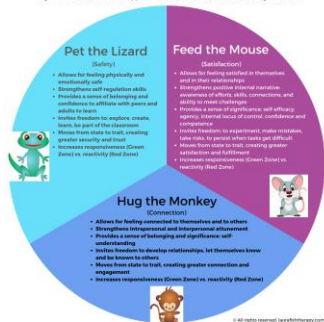 Pet the Lizard
(Safety)
Allows for feeling physically and
emotionally safe
Strengthens self-regulation skills
Provides a sense of belonging and
confidence to affiliate with peers and
adults to learn
Invites freedom to: explore, create,
learn, be part of the classroom
Moves from state to trait, creating
greater security and trust
Increases responsiveness (Green
Zone) vs. reactivity (Red Zone)
Feed the Mouse
(Satisfaction)
Allows for feeling satisfied in themselves
and in their relationships
Strengthens positive internal narrative
awareness of efforts, skills, connections, and
ability to meet challenges
Provides a sense of significance: self efficacy,
agency, internal locus of control, confidence and
competence
Invites freedom to: experiment, make mistakes,
take risks, to persist when tasks get difficult
Moves from state to trait, creating greater
satisfaction and fulfillment
Increases responsiveness (Green Zone) vs.
reactivity (Red Zone)
Hug the Monkey
(Connection)
Allows for feeling connected to themselves and to others
Strengthens intrapersonal and interpersonal attunement
Provides a sense of belonging and significance: self-
understanding
Invites freedom to develop relationships, let themselves know
and be known to others
Moves from state to trait, creating greater connection and
engagement
Increases responsiveness (Green Zone) vs. reactivity (Red Zone)
© All rights reserved.